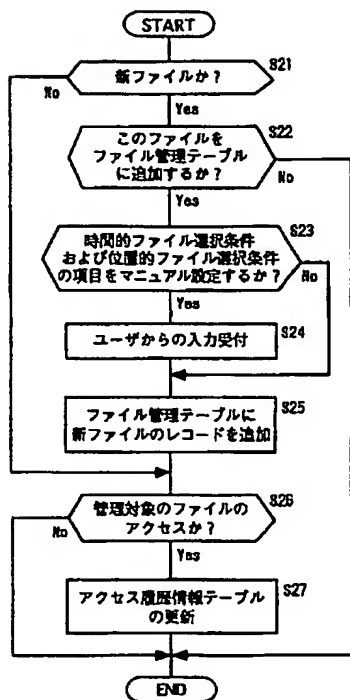 START
新ファイルか?
S21
No
Yes
このファイルを
ファイル管理テーブル
に追加するか?
S22
No
Yes
時間的ファイル選択条件
および位置的ファイル選択条件
の項目をマニュアル設定するか?
S23
No
Yes
ユーザからの入力受付
S24
ファイル管理テーブルに
新ファイルのレコードを追加
S25
管理対象のファイルの
アクセスか?
S26
No
Yes
アクセス履歴情報テーブル
の更新
S27
END